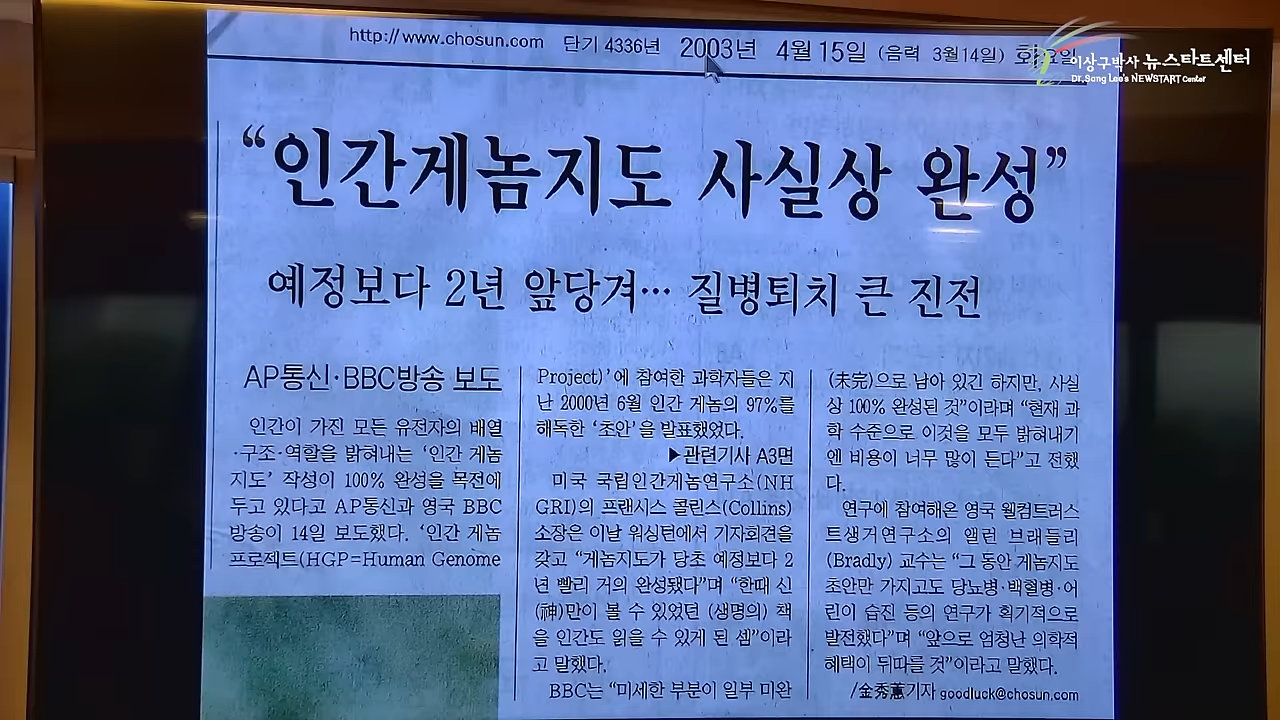 http://www.chosun.com 단기 4336년 2003년 4월 15일 (음력 3월14일) 화요일
이상구박사 뉴스타트센터
Dr. Sang Lee's NEWSTART Center
“인간게놈지도 사실상 완성”
예정보다 2년 앞당겨… 질병퇴치 큰 진전
AP통신·BBC방송 보도
인간이 가진 모든 유전자의 배열
·구조·역할을 밝혀내는 ‘인간 게놈
지도’ 작성이 100% 완성을 목전에
두고 있다고 AP통신과 영국 BBC
방송이 14일 보도했다. ‘인간 게놈
프로젝트(HGP=Human Genome
Project)’에 참여한 과학자들은 지
난 2000년 6월 인간 게놈의 97%를
해독한 ‘초안’을 발표했었다.
▶관련기사 A3면
미국 국립인간게놈연구소(NH
GRI)의 프랜시스 콜린스(Collins)
소장은 이날 워싱턴에서 기자회견을
갖고 “게놈지도가 당초 예정보다 2
년 빨리 거의 완성됐다”며 “한때 신
(神)만이 볼 수 있었던 (생명의) 책
을 인간도 읽을 수 있게 된 셈”이라
고 말했다.
BBC는 “미세한 부분이 일부 미완
(未完)으로 남아 있긴 하지만, 사실
상 100% 완성된 것”이라며 “현재 과
학 수준으로 이것을 모두 밝혀내기
엔 비용이 너무 많이 든다”고 전했
다.
연구에 참여해온 영국 웰컴트러스
트생거연구소의 앨런 브래들리
(Bradly) 교수는 “그 동안 게놈지도
초안만 가지고도 당뇨병·백혈병·어
린이 습진 등의 연구가 획기적으로
발전했다”며 “앞으로 엄청난 의학적
혜택이 뒤따를 것”이라고 말했다.
/金秀蕙기자 goodluck@chosun.com